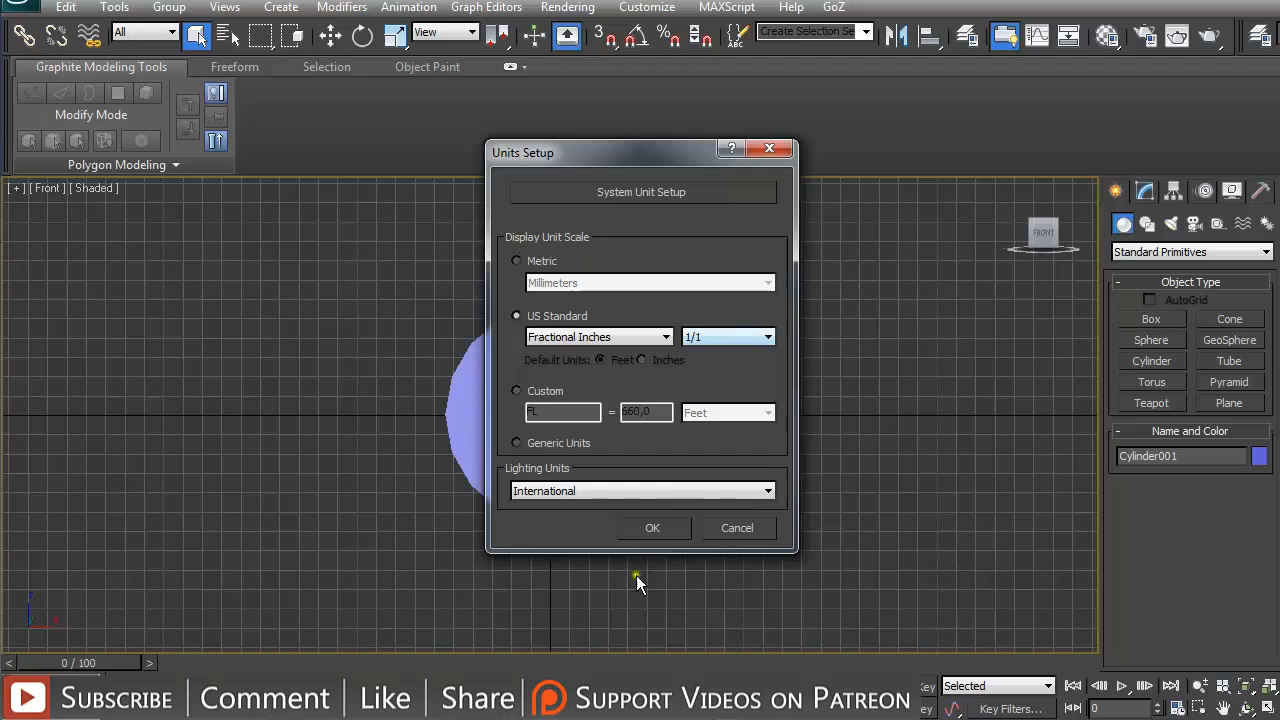 Edit Tools Group Views Create Modifiers Animation Graph Editors Rendering Customize MAXScript Help GoZ
All View 3 Create Selection Se
Graphite Modeling Tools Freeform Selection Object Paint
Modify Mode
Polygon Modeling
[ + ] [ Front ] [ Shaded ]
FRONT
Units Setup
System Unit Setup
Display Unit Scale
Metric
Millimeters
US Standard
Fractional Inches 1/1
Default Units: Feet Inches
Custom
FL = 660,0 Feet
Generic Units
Lighting Units
International
OK Cancel
Standard Primitives
- Object Type
AutoGrid
Box Cone
Sphere GeoSphere
Cylinder Tube
Torus Pyramid
Teapot Plane
- Name and Color
Cylinder001
z
x
< 0 / 100 >
Subscribe Comment Like Share Support Videos on Patreon
Key Selected
Key Filters... 0